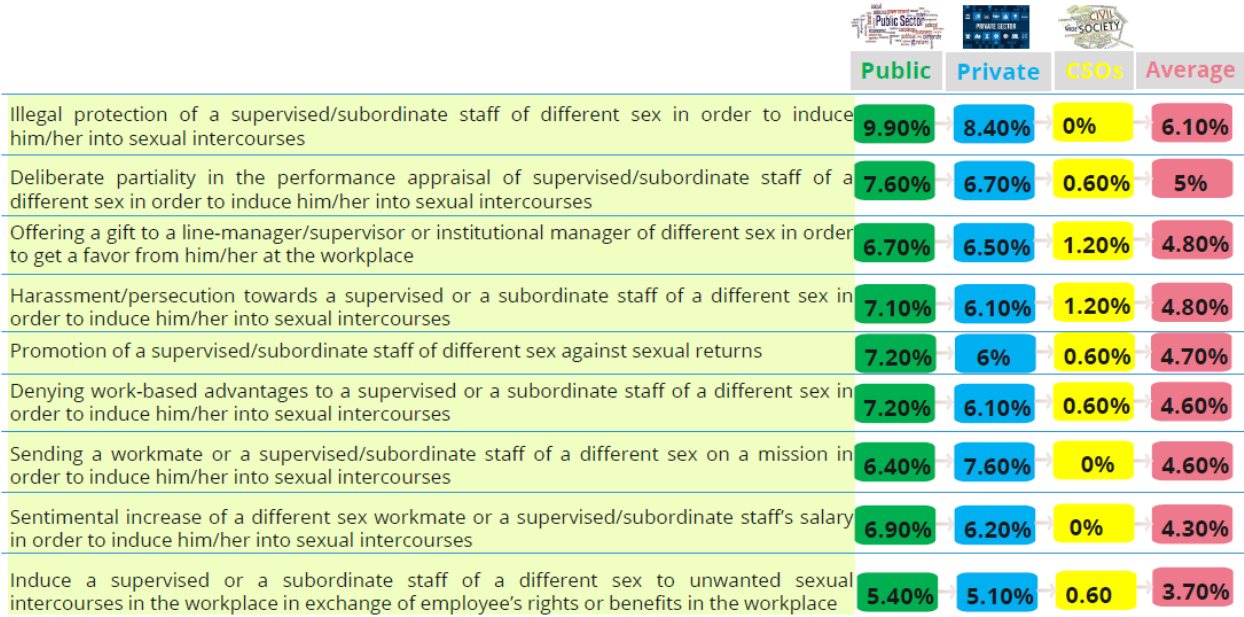 Public Sector
PRIVATE SECTOR
CIVIL
SOCIETY
Public Private CSOs Average
Illegal protection of a supervised/subordinate staff of different sex in order to induce
him/her into sexual intercourses
9.90% 8.40% 0% 6.10%
Deliberate partiality in the performance appraisal of supervised/subordinate staff of a
different sex in order to induce him/her into sexual intercourses
7.60% 6.70% 0.60% 5%
Offering a gift to a line-manager/supervisor or institutional manager of different sex in order
to get a favor from him/her at the workplace
6.70% 6.50% 1.20% 4.80%
Harassment/persecution towards a supervised or a subordinate staff of a different sex in
order to induce him/her into sexual intercourses
7.10% 6.10% 1.20% 4.80%
Promotion of a supervised/subordinate staff of different sex against sexual returns
7.20% 6% 0.60% 4.70%
Denying work-based advantages to a supervised or a subordinate staff of a different sex in
order to induce him/her into sexual intercourses
7.20% 6.10% 0.60% 4.60%
Sending a workmate or a supervised/subordinate staff of a different sex on a mission in
order to induce him/her into sexual intercourses
6.40% 7.60% 0% 4.60%
Sentimental increase of a different sex workmate or a supervised/subordinate staff's salary
in order to induce him/her into sexual intercourses
6.90% 6.20% 0% 4.30%
Induce a supervised or a subordinate staff of a different sex to unwanted sexual
intercourses in the workplace in exchange of employee's rights or benefits in the workplace
5.40% 5.10% 0.60 3.70%